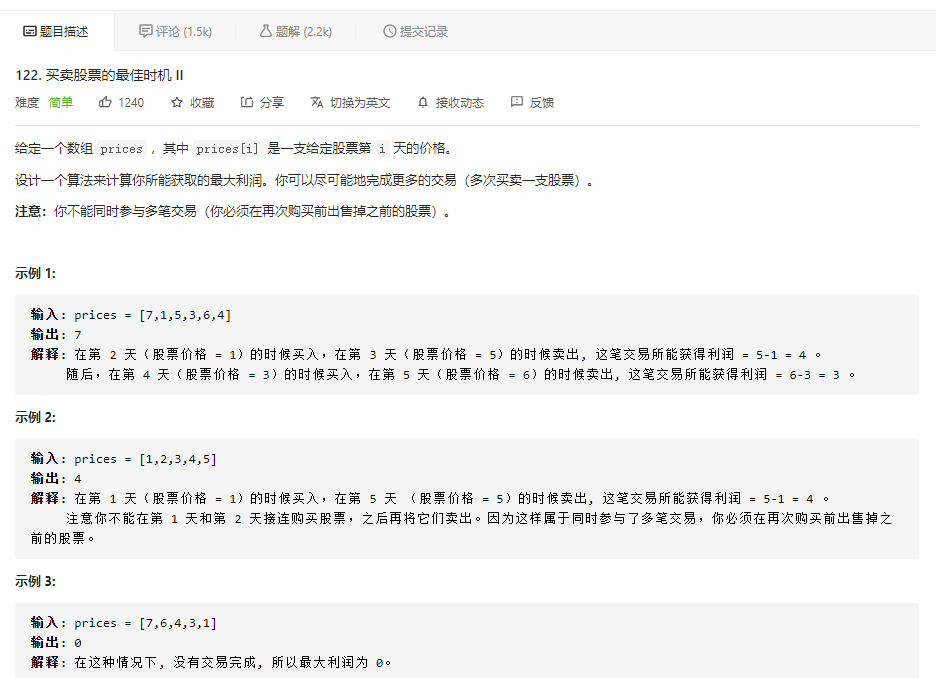 题目描述 评论 (1.5k) 题解 (2.2k) 提交记录
122. 买卖股票的最佳时机 II
难度 简单 1240 收藏 分享 切换为英文 接收动态 反馈
给定一个数组 prices ，其中 prices[i] 是一支给定股票第 i 天的价格。
设计一个算法来计算你所能获取的最大利润。你可以尽可能地完成更多的交易（多次买卖一支股票）。
注意：你不能同时参与多笔交易（你必须在再次购买前出售掉之前的股票）。
示例 1:
输入: prices = [7,1,5,3,6,4]
输出: 7
解释: 在第 2 天（股票价格 = 1）的时候买入，在第 3 天（股票价格 = 5）的时候卖出, 这笔交易所能获得利润 = 5-1 = 4 。
随后，在第 4 天（股票价格 = 3）的时候买入，在第 5 天（股票价格 = 6）的时候卖出, 这笔交易所能获得利润 = 6-3 = 3 。
示例 2:
输入: prices = [1,2,3,4,5]
输出: 4
解释: 在第 1 天（股票价格 = 1）的时候买入，在第 5 天 （股票价格 = 5）的时候卖出, 这笔交易所能获得利润 = 5-1 = 4 。
注意你不能在第 1 天和第 2 天接连购买股票，之后再将它们卖出。因为这样属于同时参与了多笔交易，你必须在再次购买前出售掉之
前的股票。
示例 3:
输入: prices = [7,6,4,3,1]
输出: 0
解释: 在这种情况下, 没有交易完成, 所以最大利润为 0。